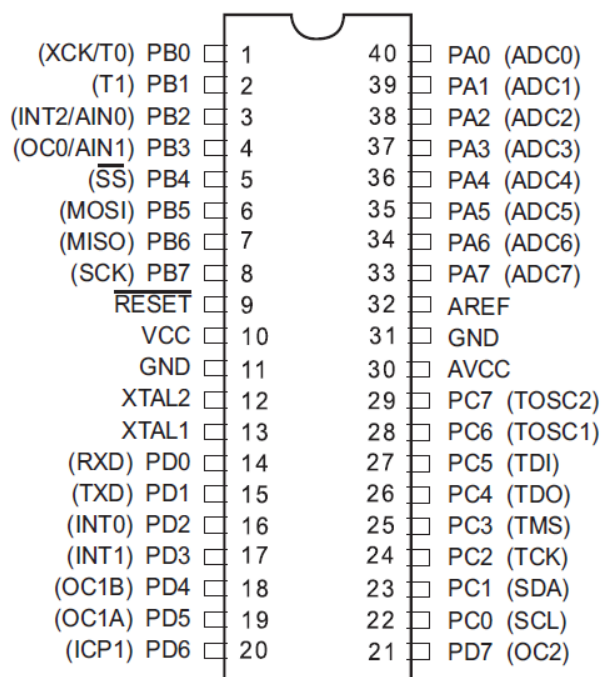 (XCK/T0) PB0 1 40 PA0 (ADC0)
(T1) PB1 2 39 PA1 (ADC1)
(INT2/AIN0) PB2 3 38 PA2 (ADC2)
(OC0/AIN1) PB3 4 37 PA3 (ADC3)
(SS) PB4 5 36 PA4 (ADC4)
(MOSI) PB5 6 35 PA5 (ADC5)
(MISO) PB6 7 34 PA6 (ADC6)
(SCK) PB7 8 33 PA7 (ADC7)
RESET 9 32 AREF
VCC 10 31 GND
GND 11 30 AVCC
XTAL2 12 29 PC7 (TOSC2)
XTAL1 13 28 PC6 (TOSC1)
(RXD) PD0 14 27 PC5 (TDI)
(TXD) PD1 15 26 PC4 (TDO)
(INT0) PD2 16 25 PC3 (TMS)
(INT1) PD3 17 24 PC2 (TCK)
(OC1B) PD4 18 23 PC1 (SDA)
(OC1A) PD5 19 22 PC0 (SCL)
(ICP1) PD6 20 21 PD7 (OC2)